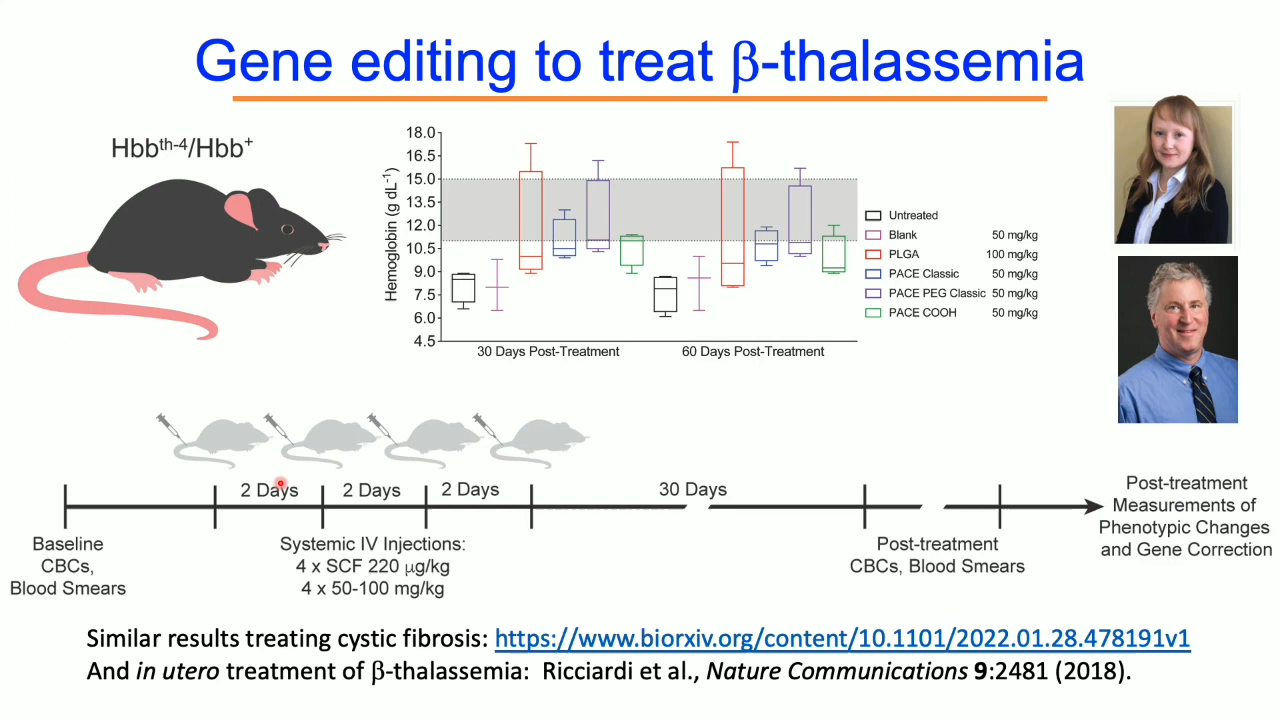 Gene editing to treat β-thalassemia
Hbbth-4/Hbb+
Hemoglobin (g dL-1)
18.0
16.5
15.0
13.5
12.0
10.5
9.0
7.5
6.0
4.5
30 Days Post-Treatment
60 Days Post-Treatment
Untreated
Blank 50 mg/kg
PLGA 100 mg/kg
PACE Classic 50 mg/kg
PACE PEG Classic 50 mg/kg
PACE COOH 50 mg/kg
2 Days
2 Days
2 Days
30 Days
Baseline
CBCs,
Blood Smears
Systemic IV Injections:
4 x SCF 220 μg/kg
4 x 50-100 mg/kg
Post-treatment
CBCs, Blood Smears
Post-treatment
Measurements of
Phenotypic Changes
and Gene Correction
Similar results treating cystic fibrosis: https://www.biorxiv.org/content/10.1101/2022.01.28.478191v1
And in utero treatment of β-thalassemia: Ricciardi et al., Nature Communications 9:2481 (2018).